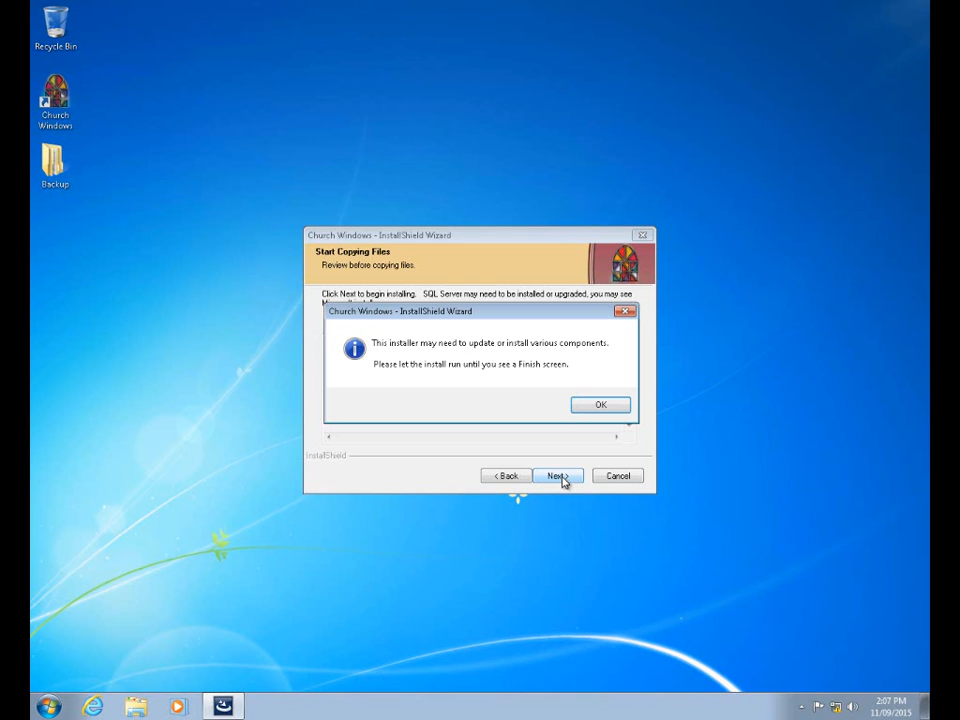 Recycle Bin
Church
Windows
Backup
Church Windows - InstallShield Wizard
Start Copying Files
Review before copying files.
Click Next to begin installing. SQL Server may need to be installed or upgraded, you may see
Church Windows - InstallShield Wizard
This installer may need to update or install various components.
Please let the install run until you see a Finish screen.
OK
InstallShield
< Back
Next >
Cancel
2:07 PM
11/09/2015